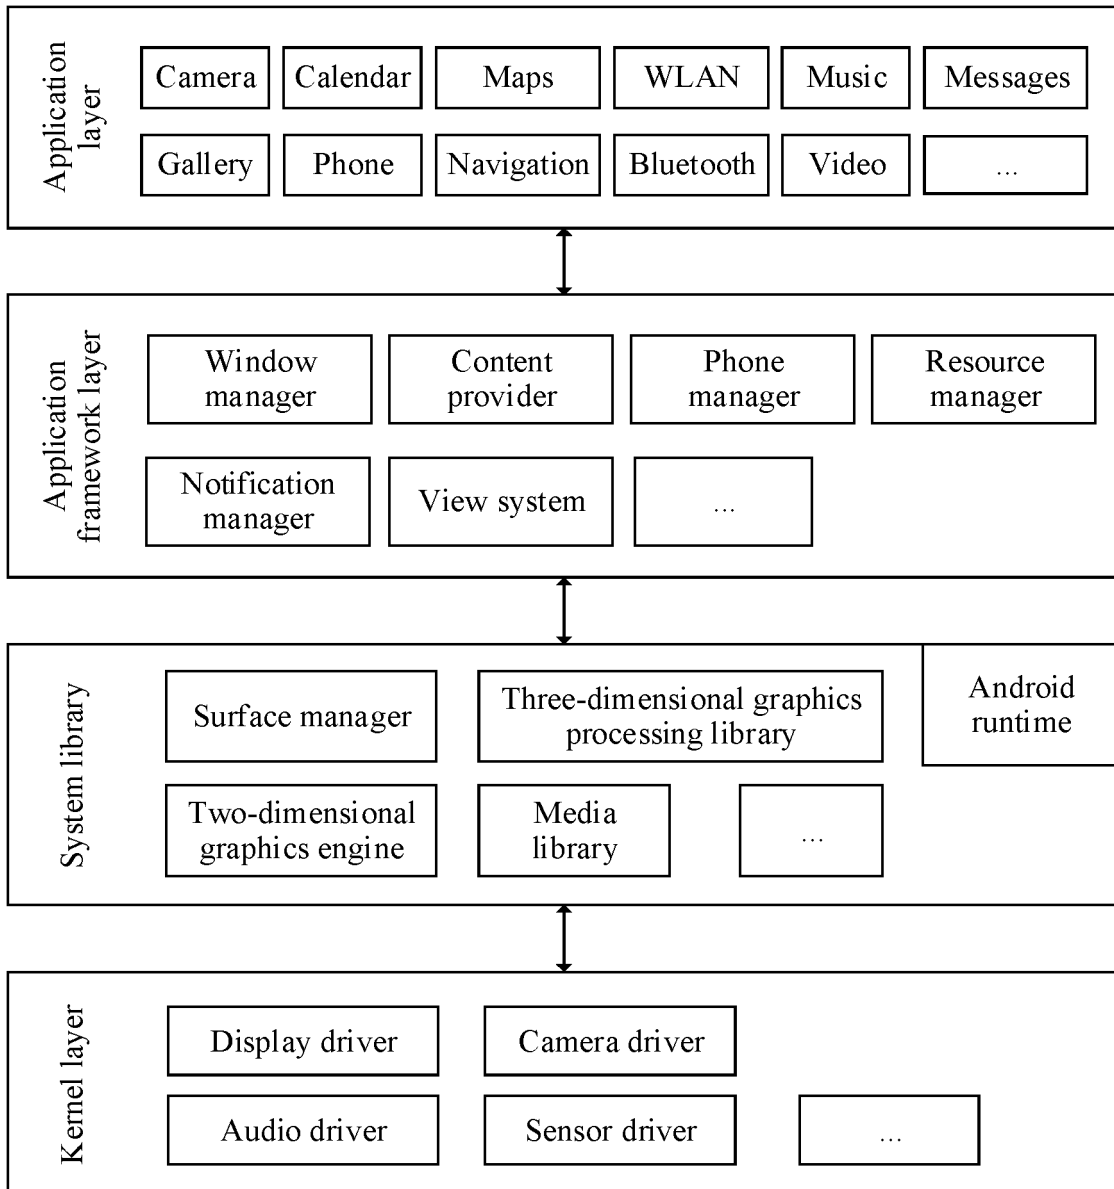 Application
layer
Camera
Calendar
Maps
WLAN
Music
Messages
Gallery
Phone
Navigation
Bluetooth
Video
...
Application
framework layer
Window
manager
Content
provider
Phone
manager
Resource
manager
Notification
manager
View system
...
System library
Surface manager
Three-dimensional graphics
processing library
Android
runtime
Two-dimensional
graphics engine
Media
library
...
Kernel layer
Display driver
Camera driver
Audio driver
Sensor driver
...